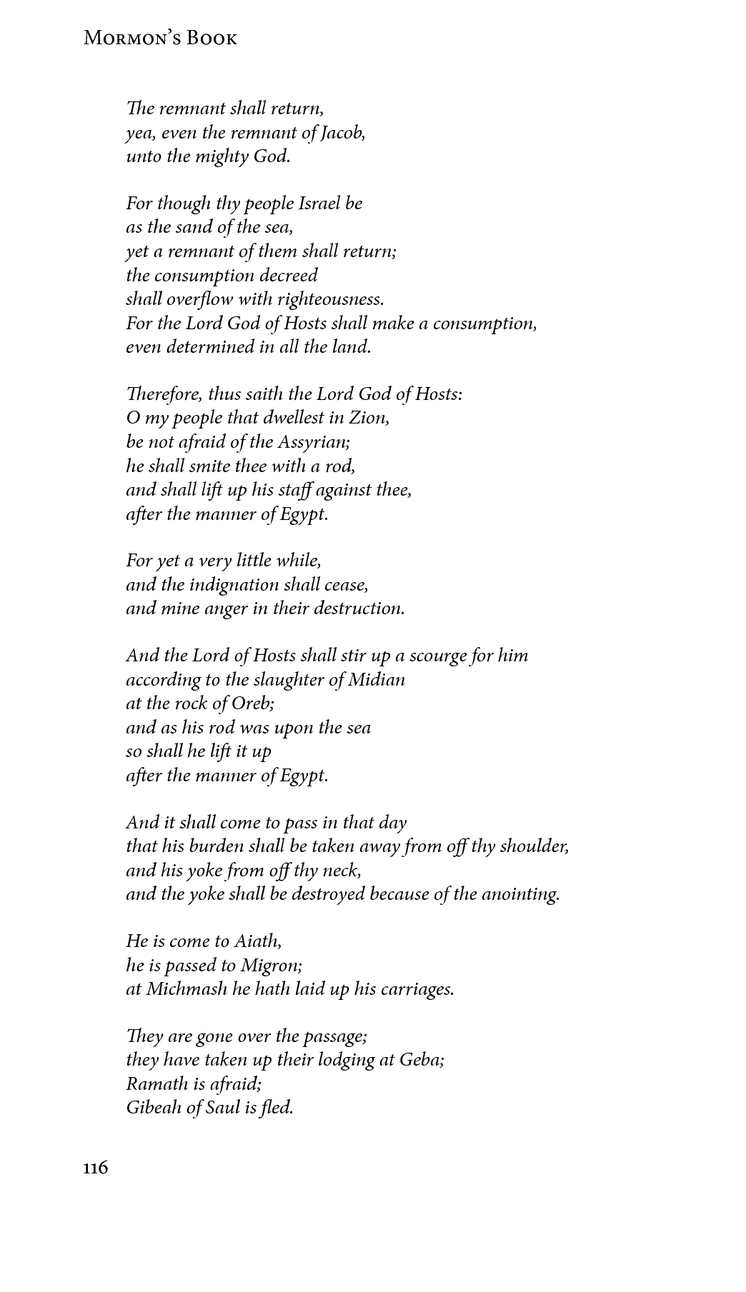 Mormon's Book
The remnant shall return,
yea, even the remnant of Jacob,
unto the mighty God.
For though thy people Israel be
as the sand of the sea,
yet a remnant of them shall return;
the consumption decreed
shall overflow with righteousness.
For the Lord God of Hosts shall make a consumption,
even determined in all the land.
Therefore, thus saith the Lord God of Hosts:
O my people that dwellest in Zion,
be not afraid of the Assyrian;
he shall smite thee with a rod,
and shall lift up his staff against thee,
after the manner of Egypt.
For yet a very little while,
and the indignation shall cease,
and mine anger in their destruction.
And the Lord of Hosts shall stir up a scourge for him
according to the slaughter of Midian
at the rock of Oreb;
and as his rod was upon the sea
so shall he lift it up
after the manner of Egypt.
And it shall come to pass in that day
that his burden shall be taken away from off thy shoulder,
and his yoke from off thy neck,
and the yoke shall be destroyed because of the anointing.
He is come to Aiath,
he is passed to Migron;
at Michmash he hath laid up his carriages.
They are gone over the passage;
they have taken up their lodging at Geba;
Ramath is afraid;
Gibeah of Saul is fled.
116